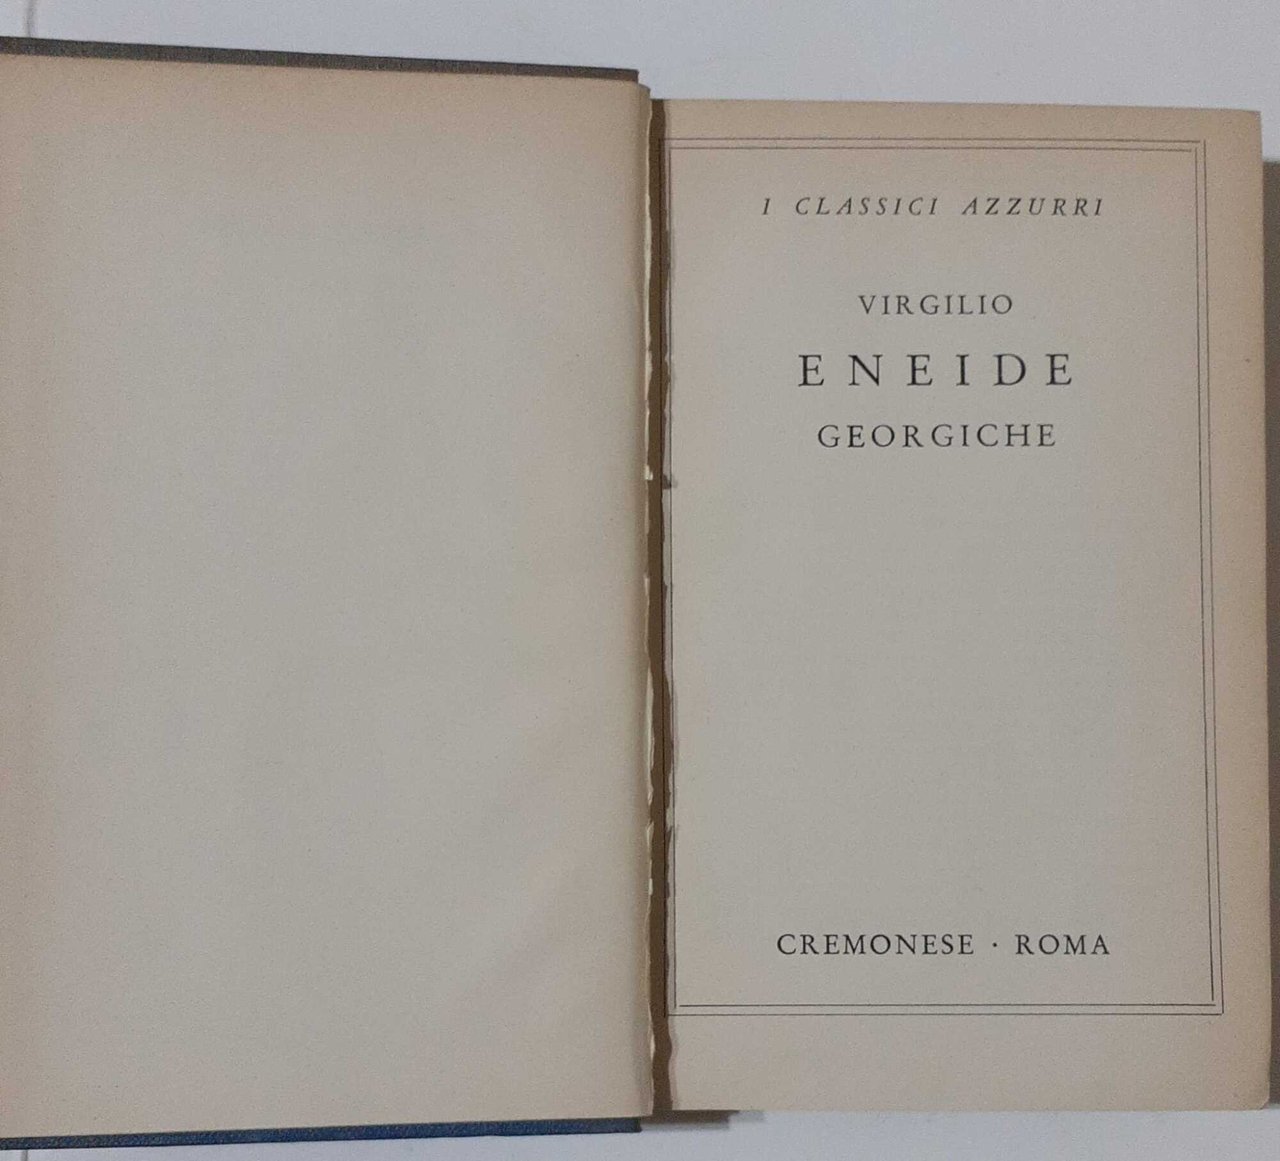 I CLASSICI AZZURRI
VIRGILIO
ENEIDE
GEORGICHE
CREMONESE · ROMA